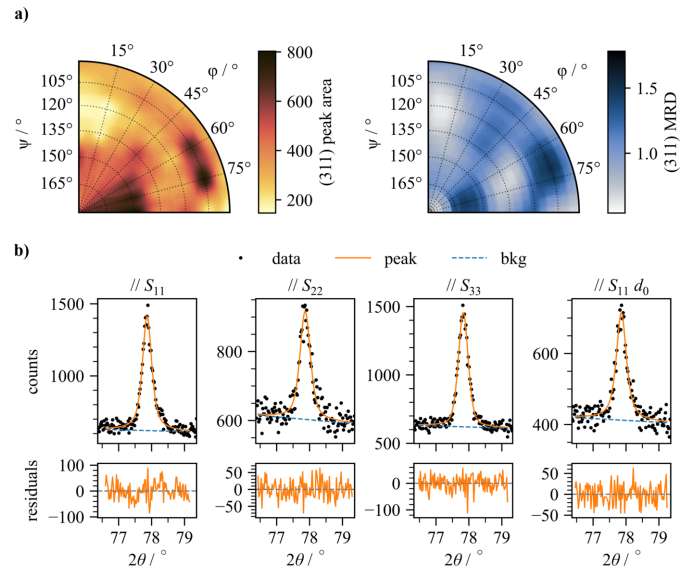 a)
15°
30°
φ / °
45°
60°
75°
105°
120°
135°
150°
165°
ψ / °
800
600
400
200
(311) peak area
15°
30°
φ / °
45°
60°
75°
105°
120°
135°
150°
165°
ψ / °
1.5
1.0
(311) MRD
b)
data peak bkg
// S₁₁
// S₂₂
// S₃₃
// S₁₁ d₀
counts
1500
1000
800
600
1500
1000
500
600
400
residuals
100
0
−100
50
0
−50
0
−100
50
0
−50
77 78 79
77 78 79
77 78 79
77 78 79
2θ / °
2θ / °
2θ / °
2θ / °